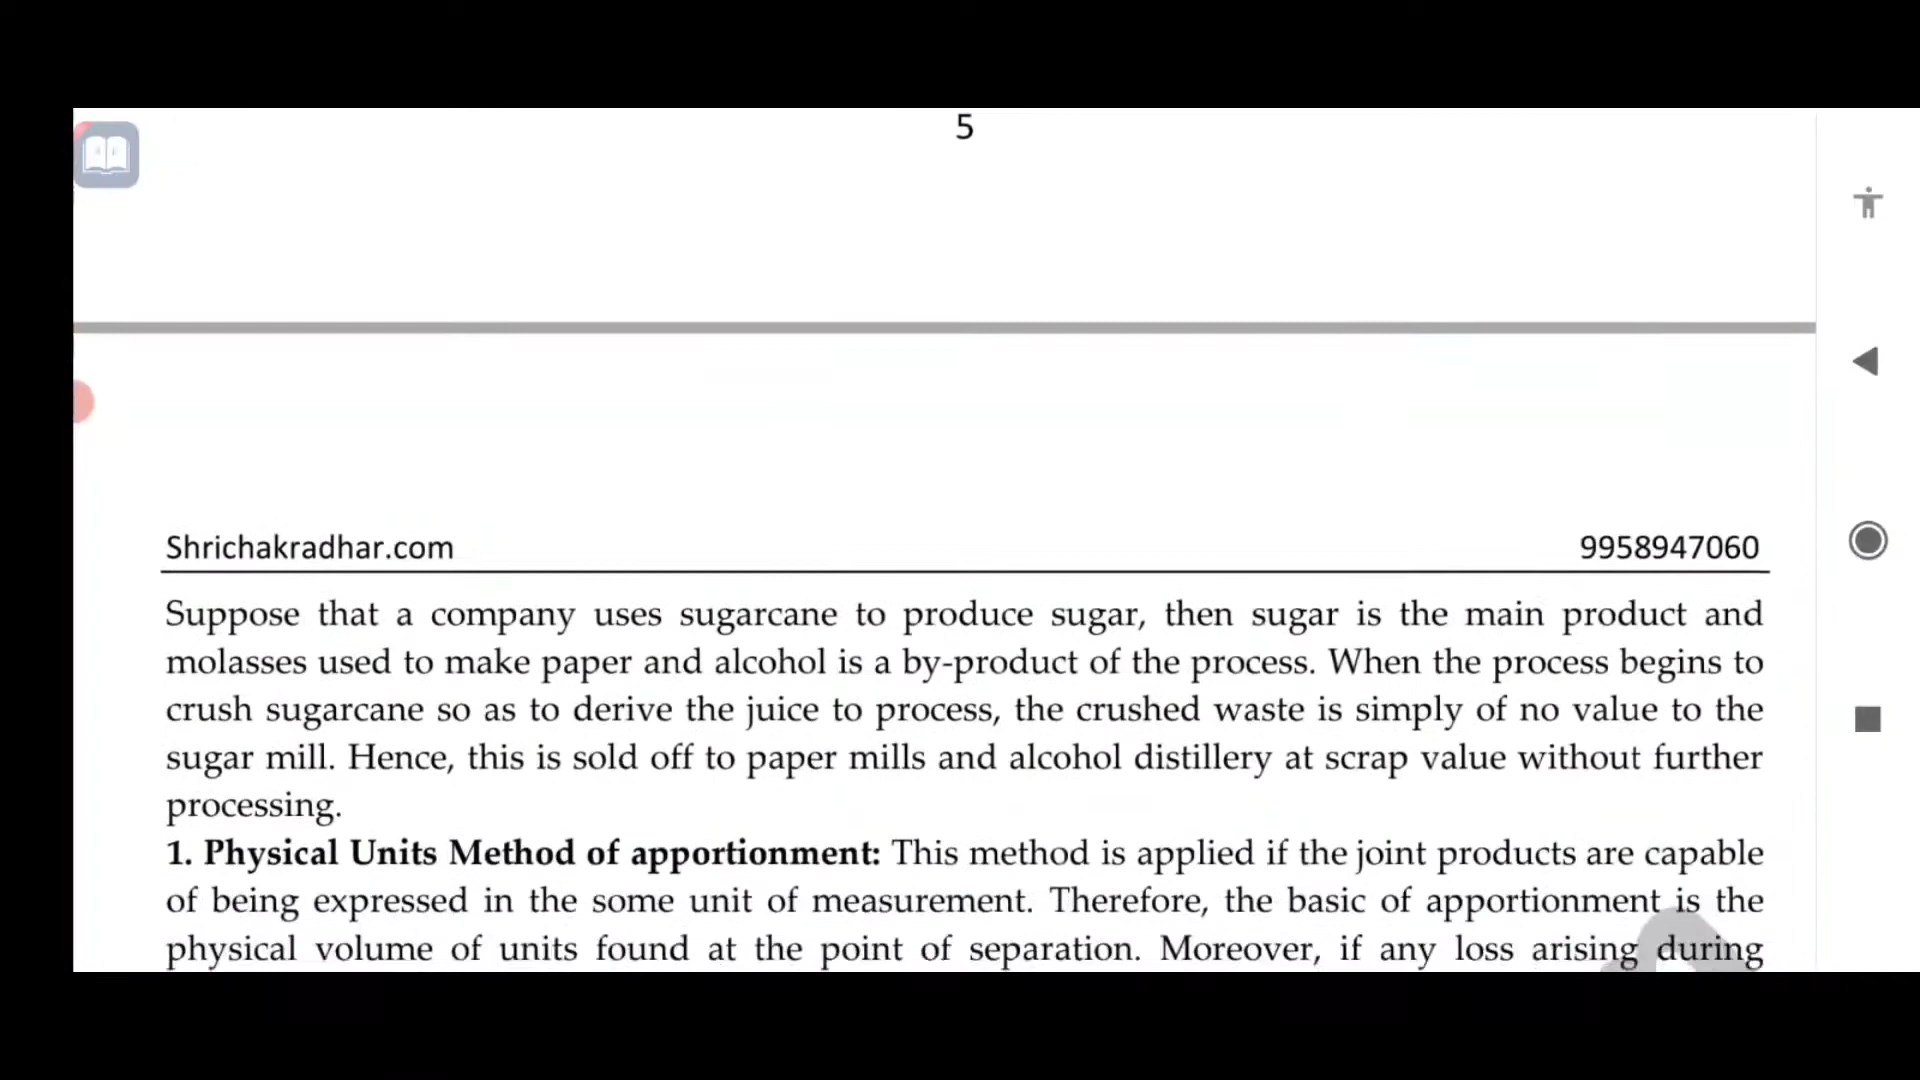 5
Shrichakradhar.com 9958947060
Suppose that a company uses sugarcane to produce sugar, then sugar is the main product and
molasses used to make paper and alcohol is a by-product of the process. When the process begins to
crush sugarcane so as to derive the juice to process, the crushed waste is simply of no value to the
sugar mill. Hence, this is sold off to paper mills and alcohol distillery at scrap value without further
processing.
1. Physical Units Method of apportionment: This method is applied if the joint products are capable
of being expressed in the some unit of measurement. Therefore, the basic of apportionment is the
physical volume of units found at the point of separation. Moreover, if any loss arising during